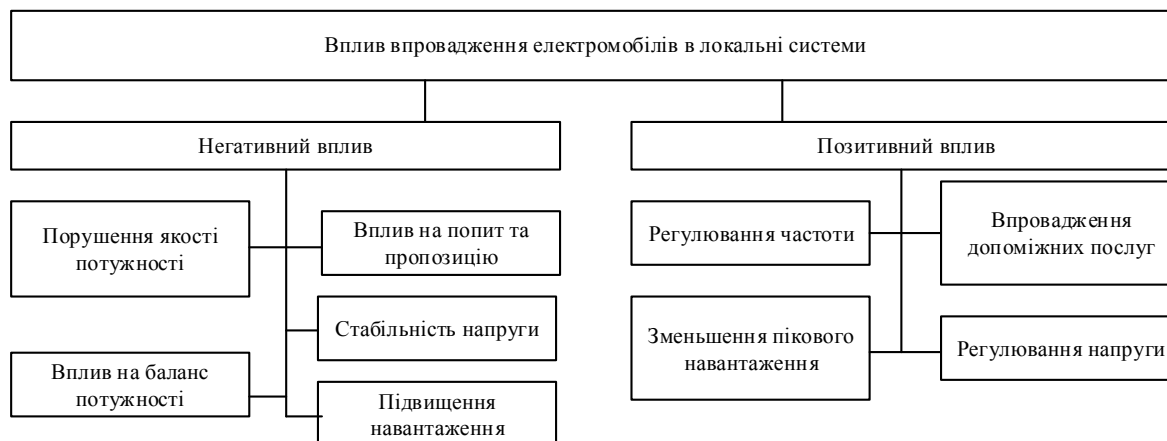 Вплив впровадження електромобілів в локальні системи
Негативний вплив
Позитивний вплив
Порушення якості
потужності
Вплив на попит та
пропозицію
Стабільність напруги
Вплив на баланс
потужності
Підвищення
навантаження
Регулювання частоти
Впровадження
допоміжних послуг
Зменьшення пікового
навантаження
Регулювання напруги